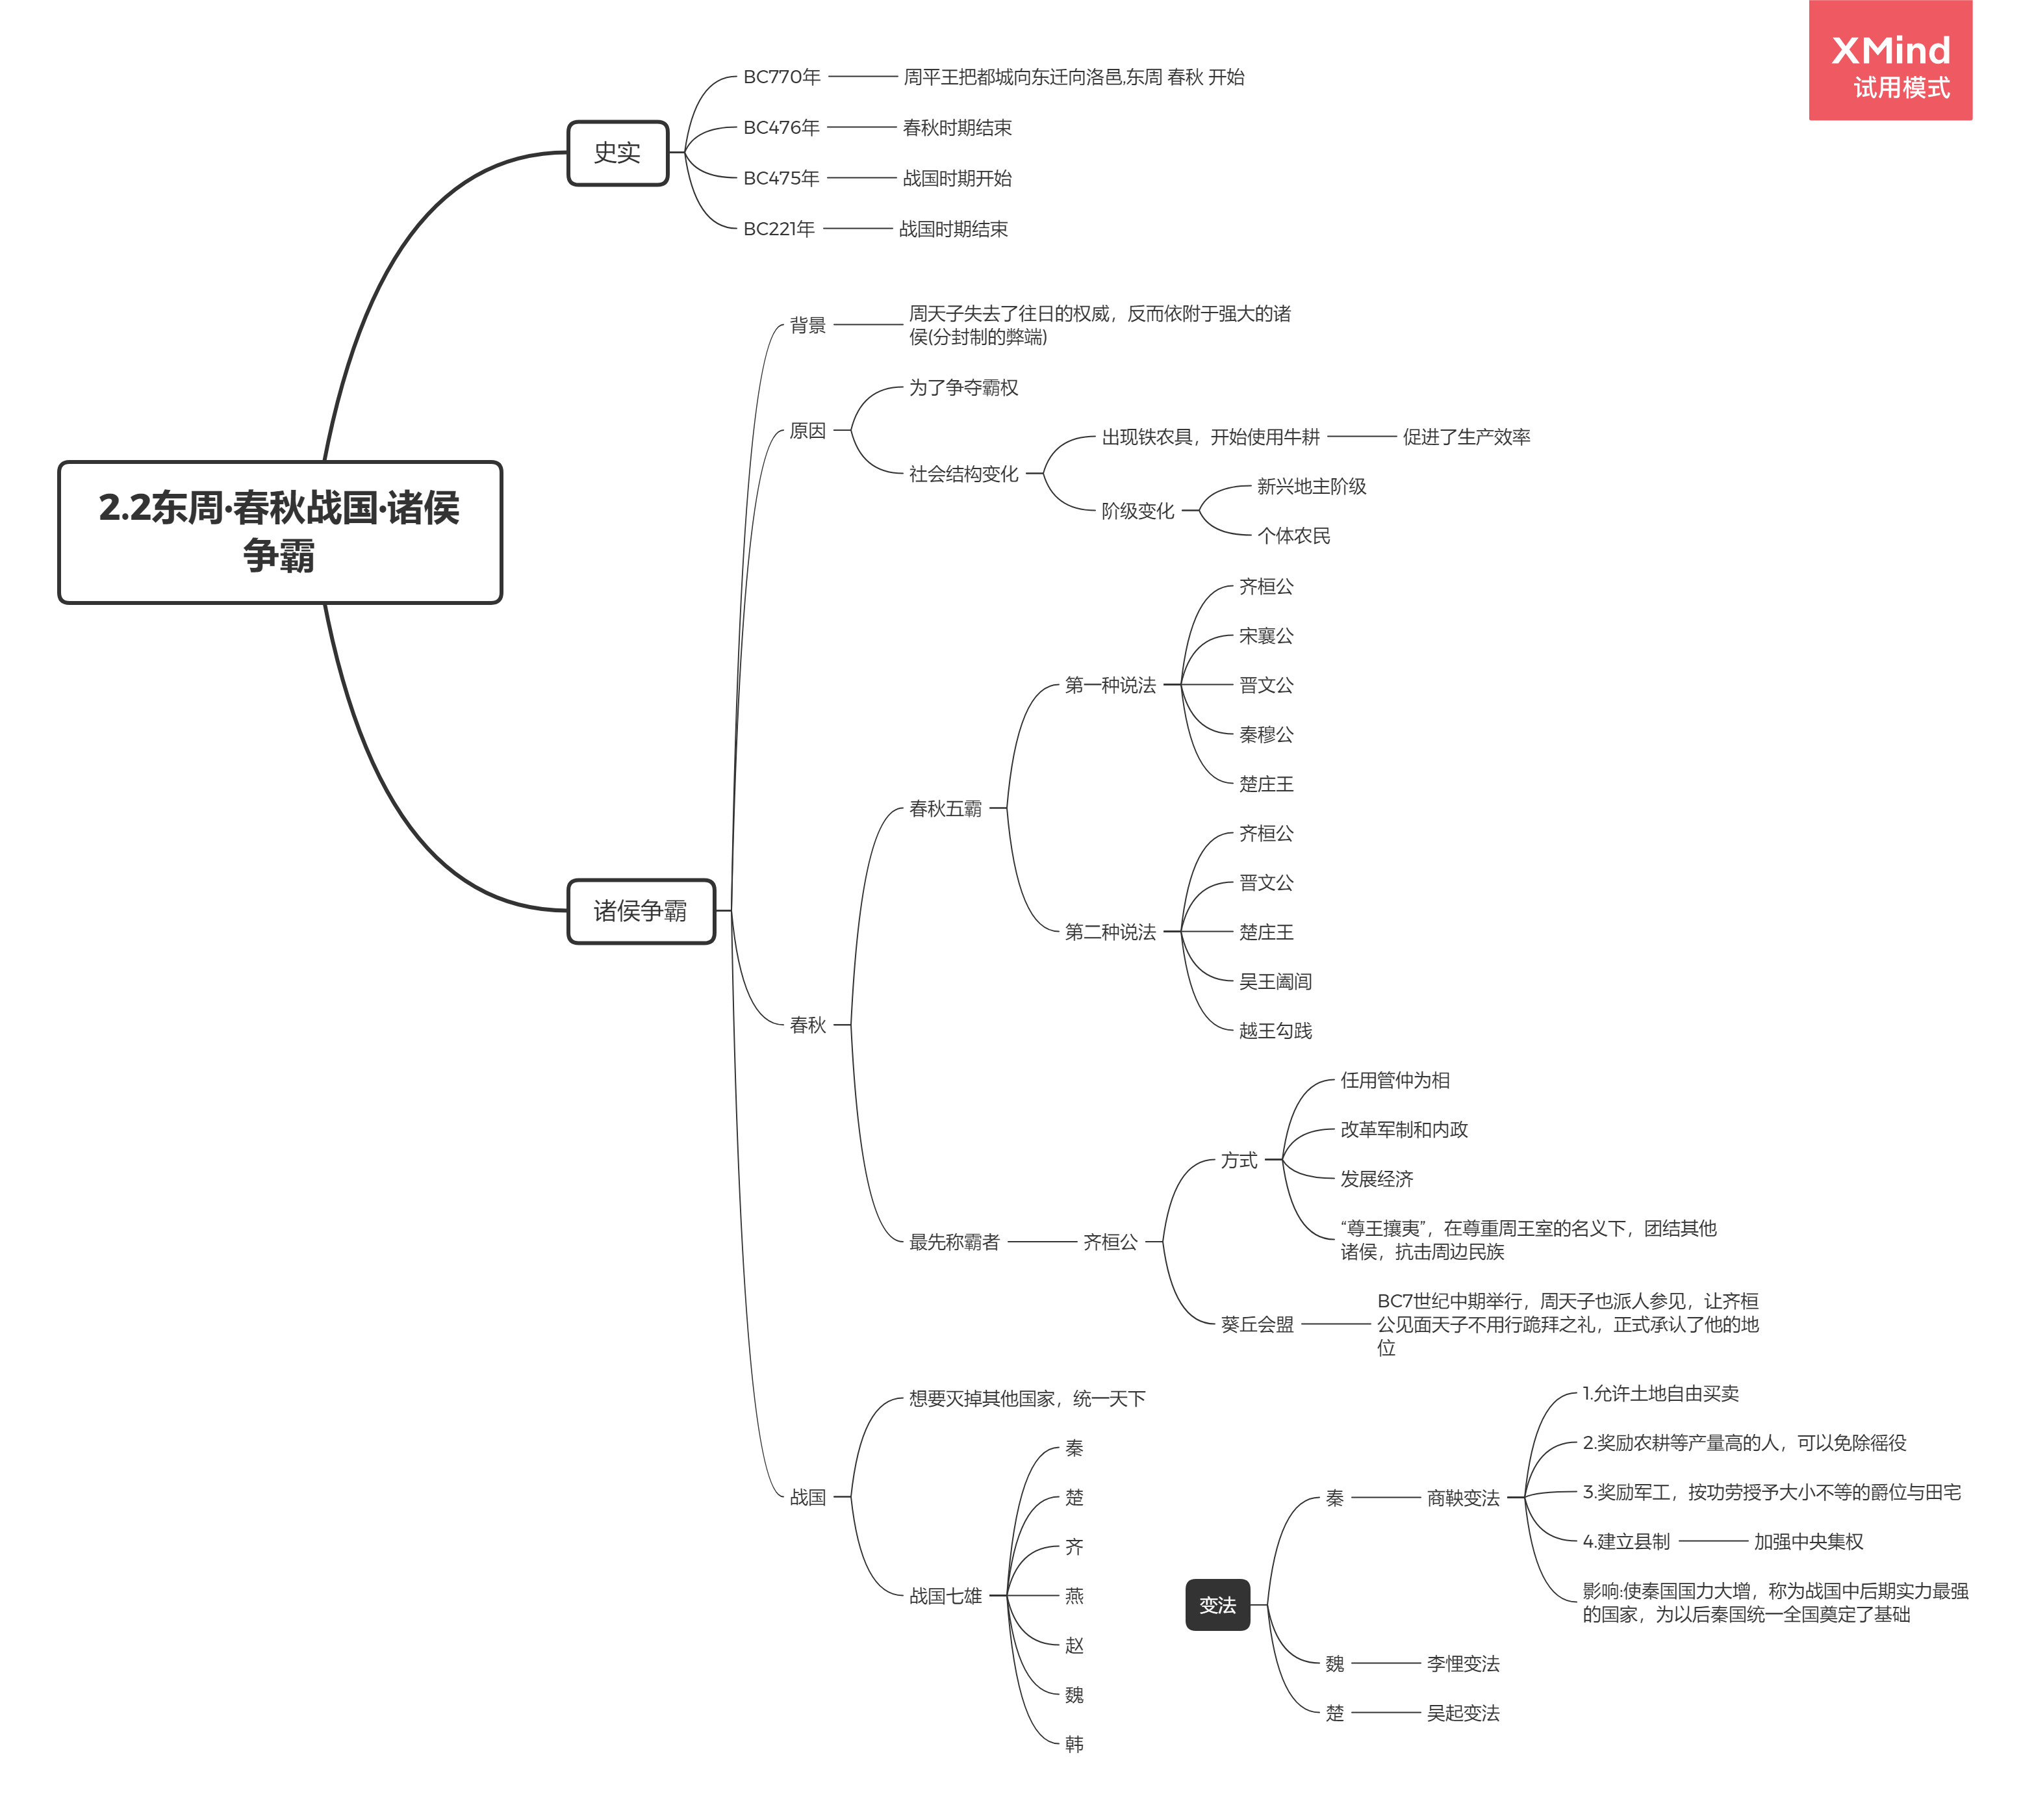 XMind
试用模式
2.2东周·春秋战国·诸侯
争霸
史实
BC770年
周平王把都城向东迁向洛邑,东周 春秋 开始
BC476年
春秋时期结束
BC475年
战国时期开始
BC221年
战国时期结束
诸侯争霸
背景
周天子失去了往日的权威，反而依附于强大的诸
侯(分封制的弊端)
原因
为了争夺霸权
社会结构变化
出现铁农具，开始使用牛耕
促进了生产效率
阶级变化
新兴地主阶级
个体农民
春秋
春秋五霸
第一种说法
齐桓公
宋襄公
晋文公
秦穆公
楚庄王
第二种说法
齐桓公
晋文公
楚庄王
吴王阖闾
越王勾践
最先称霸者
齐桓公
方式
任用管仲为相
改革军制和内政
发展经济
“尊王攘夷”，在尊重周王室的名义下，团结其他
诸侯，抗击周边民族
葵丘会盟
BC7世纪中期举行，周天子也派人参见，让齐桓
公见面天子不用行跪拜之礼，正式承认了他的地
位
战国
想要灭掉其他国家，统一天下
战国七雄
秦
楚
齐
燕
赵
魏
韩
变法
秦
商鞅变法
1.允许土地自由买卖
2.奖励农耕等产量高的人，可以免除徭役
3.奖励军工，按功劳授予大小不等的爵位与田宅
4.建立县制
加强中央集权
影响:使秦国国力大增，称为战国中后期实力最强
的国家，为以后秦国统一全国奠定了基础
魏
李悝变法
楚
吴起变法